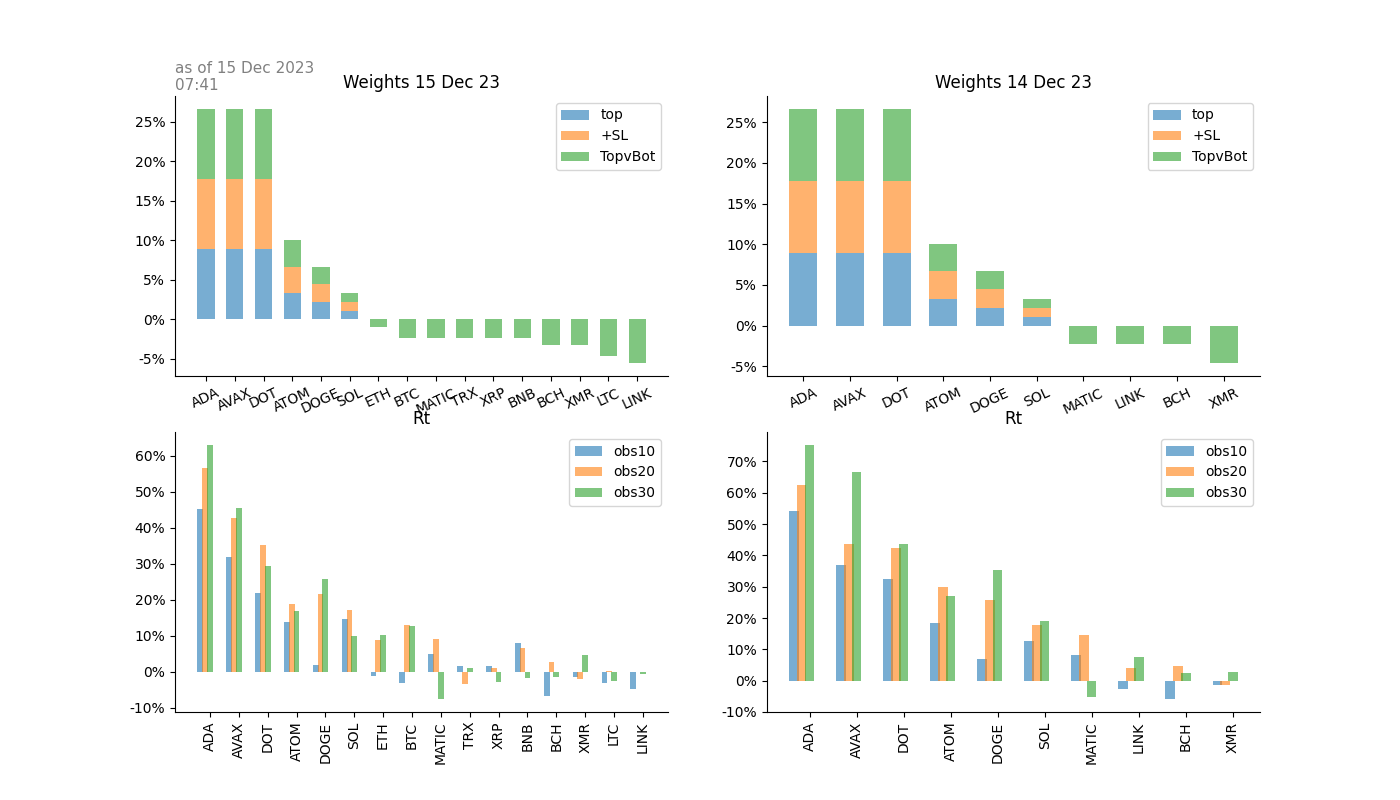 as of 15 Dec 2023
07:41
Weights 15 Dec 23
top
+SL
TopvBot
25%
20%
15%
10%
5%
0%
-5%
ADA AVAX DOT ATOM DOGE SOL ETH BTC MATIC TRX XRP BNB BCH XMR LTC LINK
Weights 14 Dec 23
top
+SL
TopvBot
25%
20%
15%
10%
5%
0%
-5%
ADA AVAX DOT ATOM DOGE SOL MATIC LINK BCH XMR
Rt
obs10
obs20
obs30
60%
50%
40%
30%
20%
10%
0%
-10%
ADA AVAX DOT ATOM DOGE SOL ETH BTC MATIC TRX XRP BNB BCH XMR LTC LINK
Rt
obs10
obs20
obs30
70%
60%
50%
40%
30%
20%
10%
0%
-10%
ADA AVAX DOT ATOM DOGE SOL MATIC LINK BCH XMR